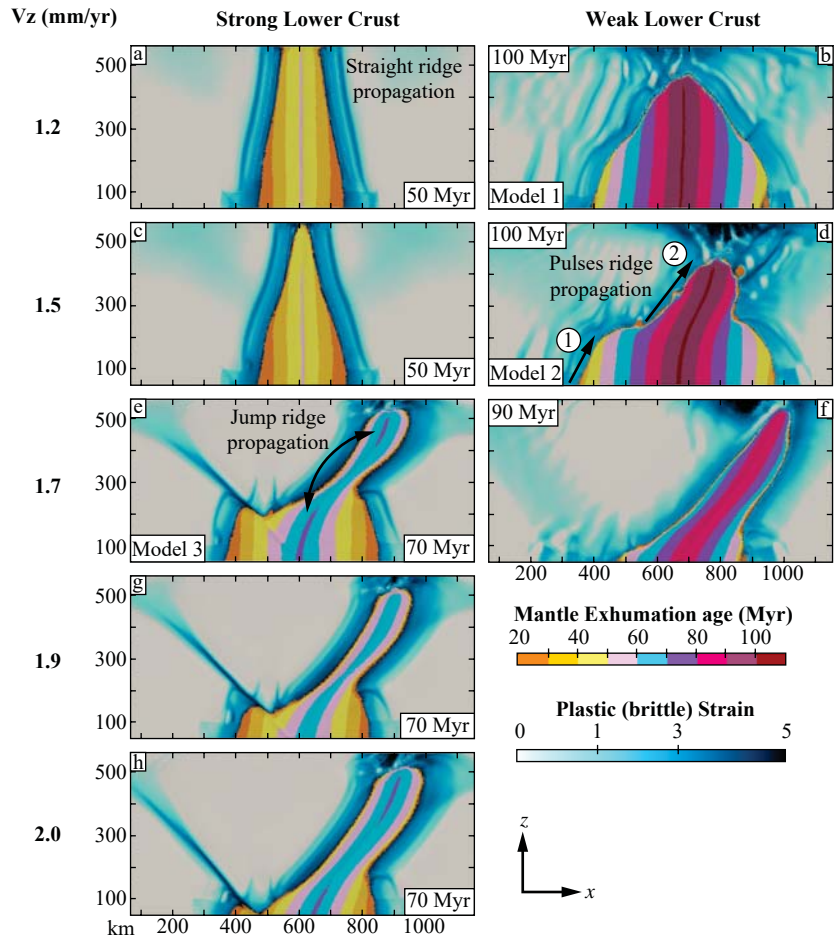 Vz (mm/yr)
Strong Lower Crust
Weak Lower Crust
1.2
500
300
100
a
Straight ridge
propagation
50 Myr
100 Myr
b
Model 1
1.5
500
300
100
c
50 Myr
100 Myr
d
2
Pulses ridge
propagation
1
Model 2
1.7
500
300
100
e
Jump ridge
propagation
Model 3
70 Myr
90 Myr
f
200 400 600 800 1000
1.9
500
300
100
g
70 Myr
2.0
500
300
100
h
70 Myr
km
200 400 600 800 1000
Mantle Exhumation age (Myr)
20 40 60 80 100
Plastic (brittle) Strain
0 1 3 5
z
x